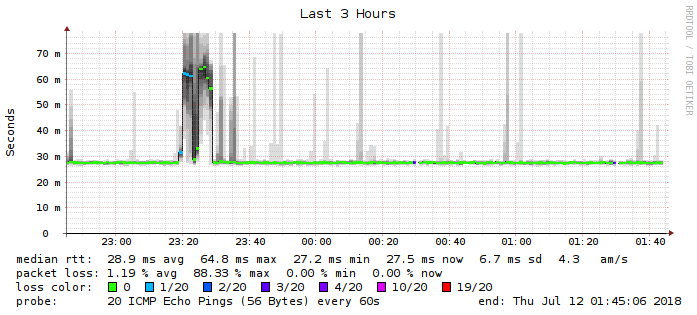 Last 3 Hours
RRDTOOL / TOBI OETIKER
Seconds
70 m
60 m
50 m
40 m
30 m
20 m
10 m
0
23:00 23:20 23:40 00:00 00:20 00:40 01:00 01:20 01:40
median rtt: 28.9 ms avg 64.8 ms max 27.2 ms min 27.5 ms now 6.7 ms sd 4.3 am/s
packet loss: 1.19 % avg 88.33 % max 0.00 % min 0.00 % now
loss color: 0 1/20 2/20 3/20 4/20 10/20 19/20
probe: 20 ICMP Echo Pings (56 Bytes) every 60s end: Thu Jul 12 01:45:06 2018